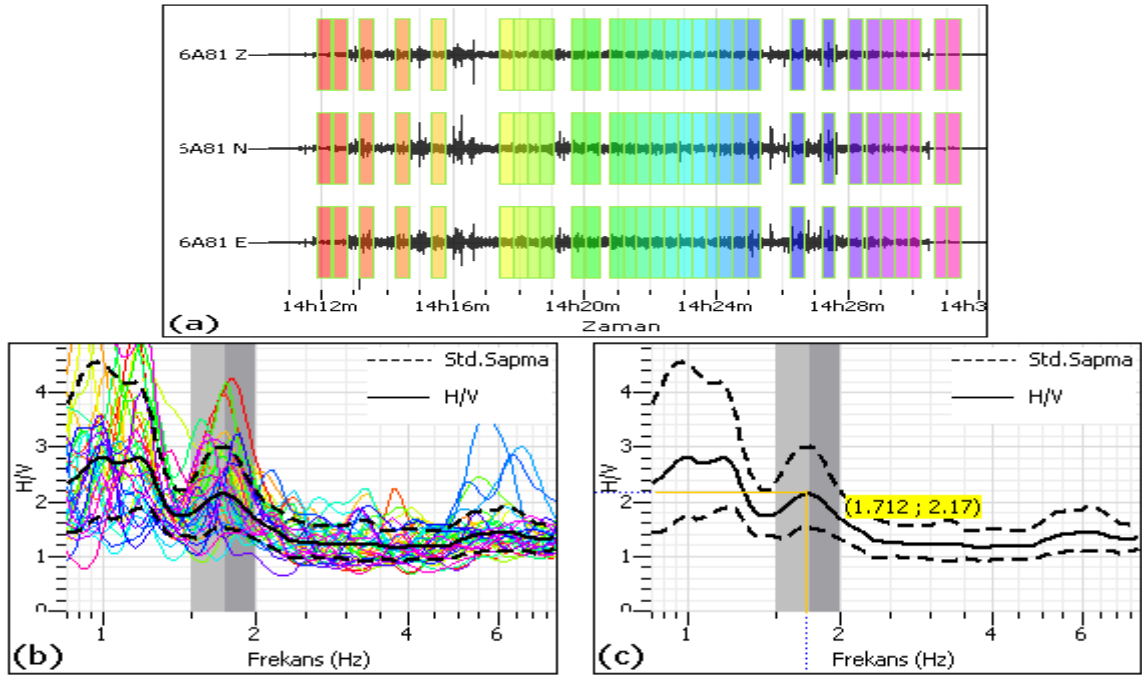 6A81 Z
5A81 N
6A81 E
14h12m 14h16m 14h20m 14h24m 14h28m 14h3
(a) Zaman
Std.Sapma
H/V
H/V
4
3
2
1
0
1 2 4 6
(b) Frekans (Hz)
Std.Sapma
H/V
H/V
4
3
2
1
0
(1.712 ; 2.17)
1 2 4 6
(c) Frekans (Hz)